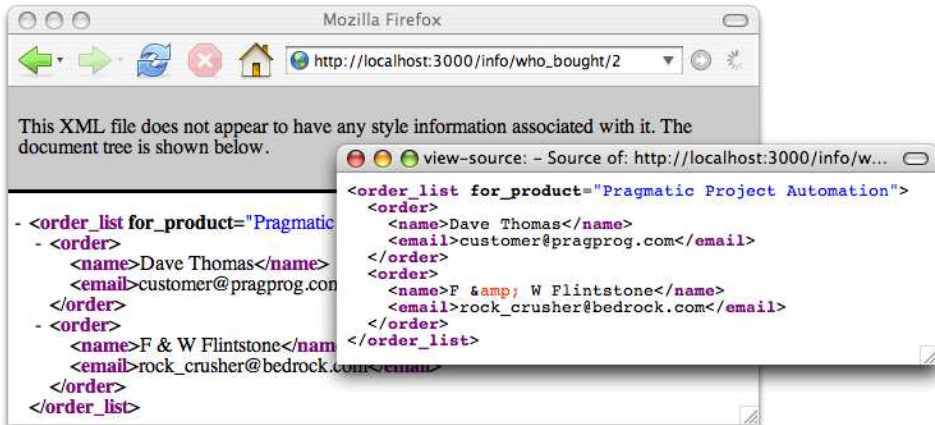 Mozilla Firefox
http://localhost:3000/info/who_bought/2
This XML file does not appear to have any style information associated with it. The
document tree is shown below.
- <order_list for_product="Pragmatic
- <order>
<name>Dave Thomas</name>
<email>customer@pragprog.con
</order>
- <order>
<name>F & W Flintstone</nam
<email>rock_crusher@bedrock.com</email>
</order>
</order_list>
view-source: – Source of: http://localhost:3000/info/w...
<order_list for_product="Pragmatic Project Automation">
<order>
<name>Dave Thomas</name>
<email>customer@pragprog.com</email>
</order>
<order>
<name>F &amp; W Flintstone</name>
<email>rock_crusher@bedrock.com</email>
</order>
</order_list>